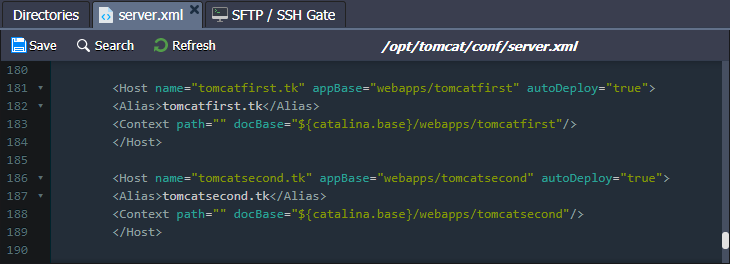 Directories server.xml SFTP / SSH Gate
Save Search Refresh /opt/tomcat/conf/server.xml
180
181 <Host name="tomcatfirst.tk" appBase="webapps/tomcatfirst" autoDeploy="true">
182 <Alias>tomcatfirst.tk</Alias>
183 <Context path="" docBase="${catalina.base}/webapps/tomcatfirst"/>
184 </Host>
185
186 <Host name="tomcatsecond.tk" appBase="webapps/tomcatsecond" autoDeploy="true">
187 <Alias>tomcatsecond.tk</Alias>
188 <Context path="" docBase="${catalina.base}/webapps/tomcatsecond"/>
189 </Host>
190